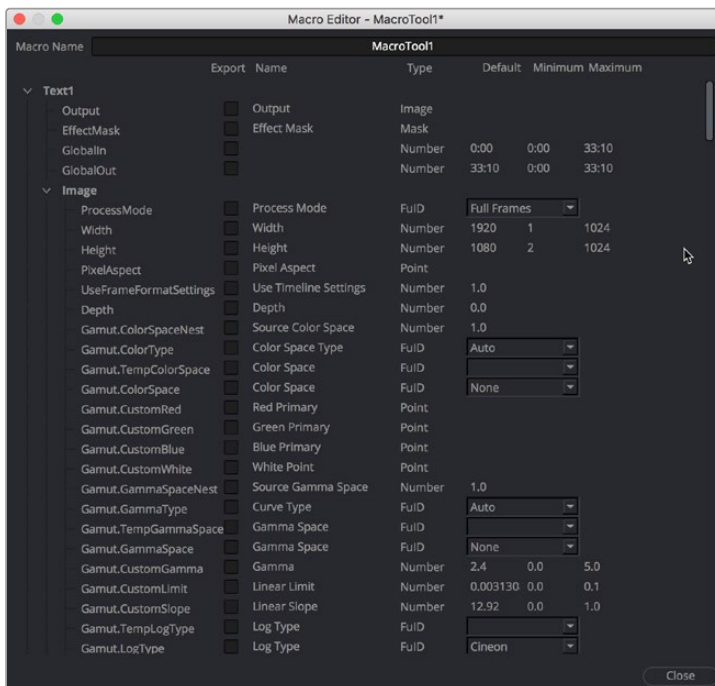 Macro Editor - MacroTool1*
Macro Name MacroTool1
Export Name Type Default Minimum Maximum
Text1
Output Output Image
EffectMask Effect Mask Mask
GlobalIn Number 0:00 0:00 33:10
GlobalOut Number 33:10 0:00 33:10
Image
ProcessMode Process Mode FuID Full Frames
Width Width Number 1920 1 1024
Height Height Number 1080 2 1024
PixelAspect Pixel Aspect Point
UseFrameFormatSettings Use Timeline Settings Number 1.0
Depth Depth Number 0.0
Gamut.ColorSpaceNest Source Color Space Number 1.0
Gamut.ColorType Color Space Type FuID Auto
Gamut.TempColorSpace Color Space FuID
Gamut.ColorSpace Color Space FuID None
Gamut.CustomRed Red Primary Point
Gamut.CustomGreen Green Primary Point
Gamut.CustomBlue Blue Primary Point
Gamut.CustomWhite White Point Point
Gamut.GammaSpaceNest Source Gamma Space Number 1.0
Gamut.GammaType Curve Type FuID Auto
Gamut.TempGammaSpace Gamma Space FuID
Gamut.GammaSpace Gamma Space FuID None
Gamut.CustomGamma Gamma Number 2.4 0.0 5.0
Gamut.CustomLimit Linear Limit Number 0.003130 0.0 0.1
Gamut.CustomSlope Linear Slope Number 12.92 0.0 1.0
Gamut.TempLogType Log Type FuID
Gamut.LogType Log Type FuID Cineon
Close